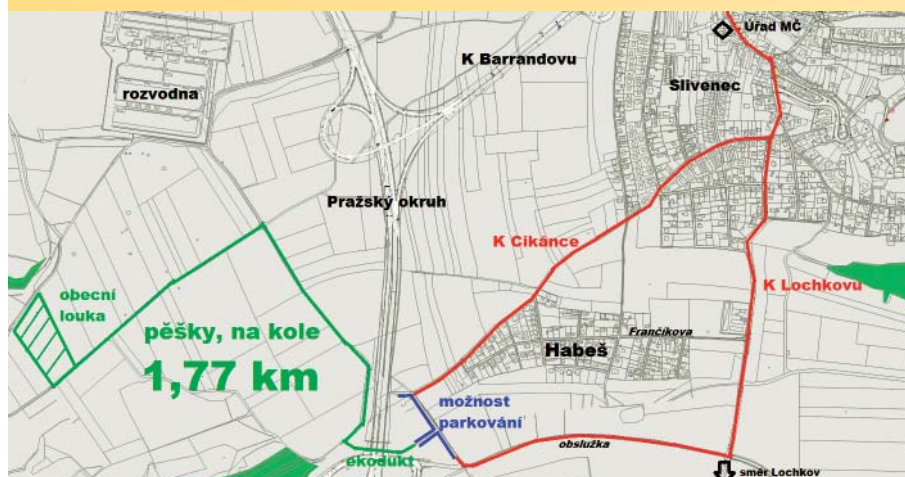 Úřad MČ
K Barrandovu
Slivenec
rozvodna
Pražský okruh
K Cikánce
K Lochkovu
obecní
louka
pěšky, na kole
1,77 km
Frančíkova
Habeš
možnost
parkování
obslužka
ekodukt
směr Lochkov